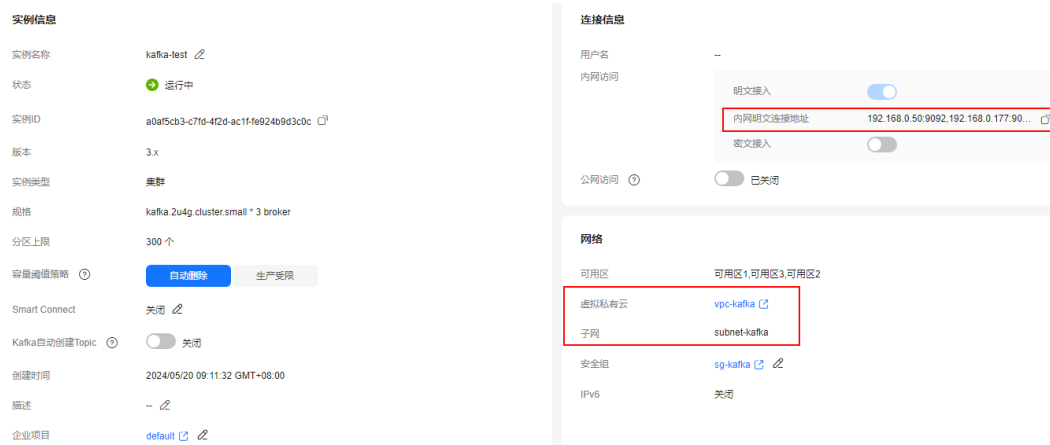 实例信息
实例名称 kafka-test
状态 运行中
实例ID a0af5cb3-c7fd-4f2d-ac1f-fe924b9d3c0c
版本 3.x
实例类型 集群
规格 kafka.2u4g.cluster.small * 3 broker
分区上限 300 个
容量阈值策略 自动删除 生产受限
Smart Connect 关闭
Kafka自动创建Topic 关闭
创建时间 2024/05/20 09:11:32 GMT+08:00
描述 --
企业项目 default
连接信息
用户名 --
内网访问
明文接入
内网明文连接地址 192.168.0.50:9092,192.168.0.177:90...
密文接入
公网访问 已关闭
网络
可用区 可用区1,可用区3,可用区2
虚拟私有云 vpc-kafka
子网 subnet-kafka
安全组 sg-kafka
IPv6 关闭